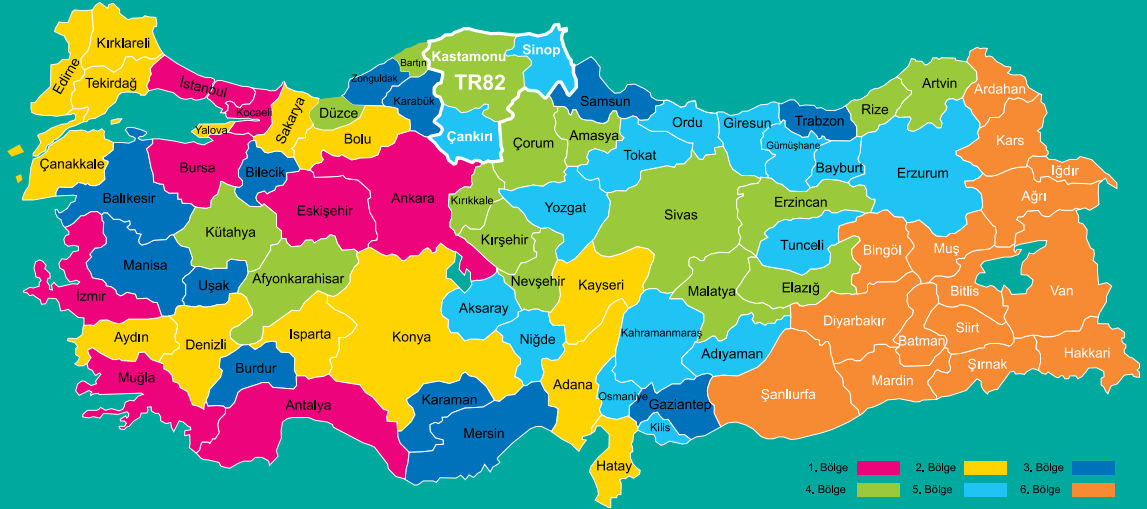 Kırklareli
Edirne
Tekirdağ
İstanbul
Kocaeli
Yalova
Sakarya
Düzce
Bolu
Zonguldak
Bartın
Karabük
Kastamonu
TR82
Sinop
Çankırı
Samsun
Çorum
Amasya
Tokat
Ordu
Giresun
Trabzon
Gümüşhane
Bayburt
Rize
Artvin
Ardahan
Kars
Iğdır
Ağrı
Erzurum
Erzincan
Tunceli
Çanakkale
Bursa
Bilecik
Balıkesir
Eskişehir
Ankara
Kırıkkale
Yozgat
Sivas
Kütahya
Manisa
Uşak
Afyonkarahisar
Kırşehir
Nevşehir
Kayseri
Malatya
Elazığ
Bingöl
Muş
Bitlis
Van
İzmir
Aydın
Denizli
Isparta
Burdur
Konya
Aksaray
Niğde
Kahramanmaraş
Adıyaman
Diyarbakır
Batman
Siirt
Şırnak
Hakkari
Muğla
Antalya
Karaman
Mersin
Adana
Osmaniye
Gaziantep
Kilis
Hatay
Şanlıurfa
Mardin
1. Bölge 2. Bölge 3. Bölge
4. Bölge 5. Bölge 6. Bölge